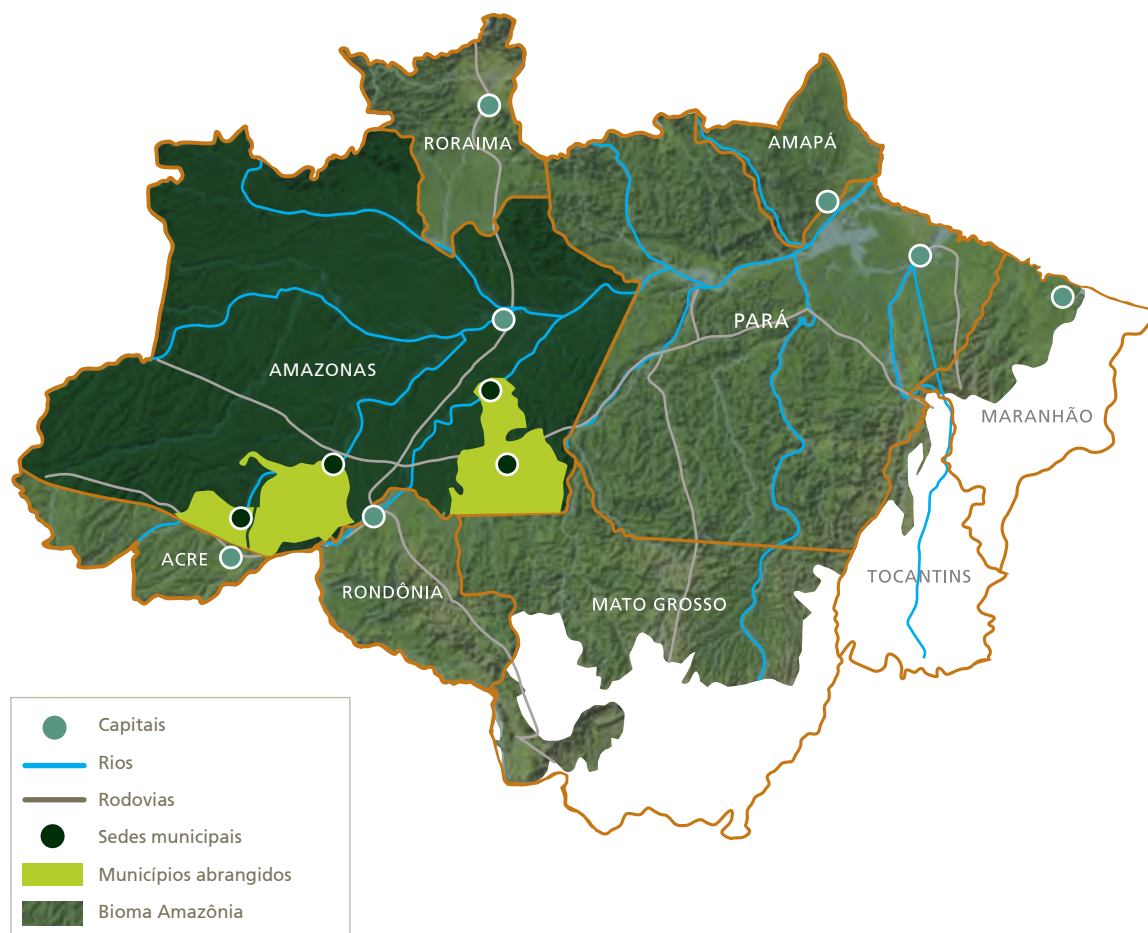 RORAIMA
AMAPÁ
PARÁ
AMAZONAS
MARANHÃO
ACRE
RONDÔNIA
MATO GROSSO
TOCANTINS
Capitais
Rios
Rodovias
Sedes municipais
Municípios abrangidos
Bioma Amazônia